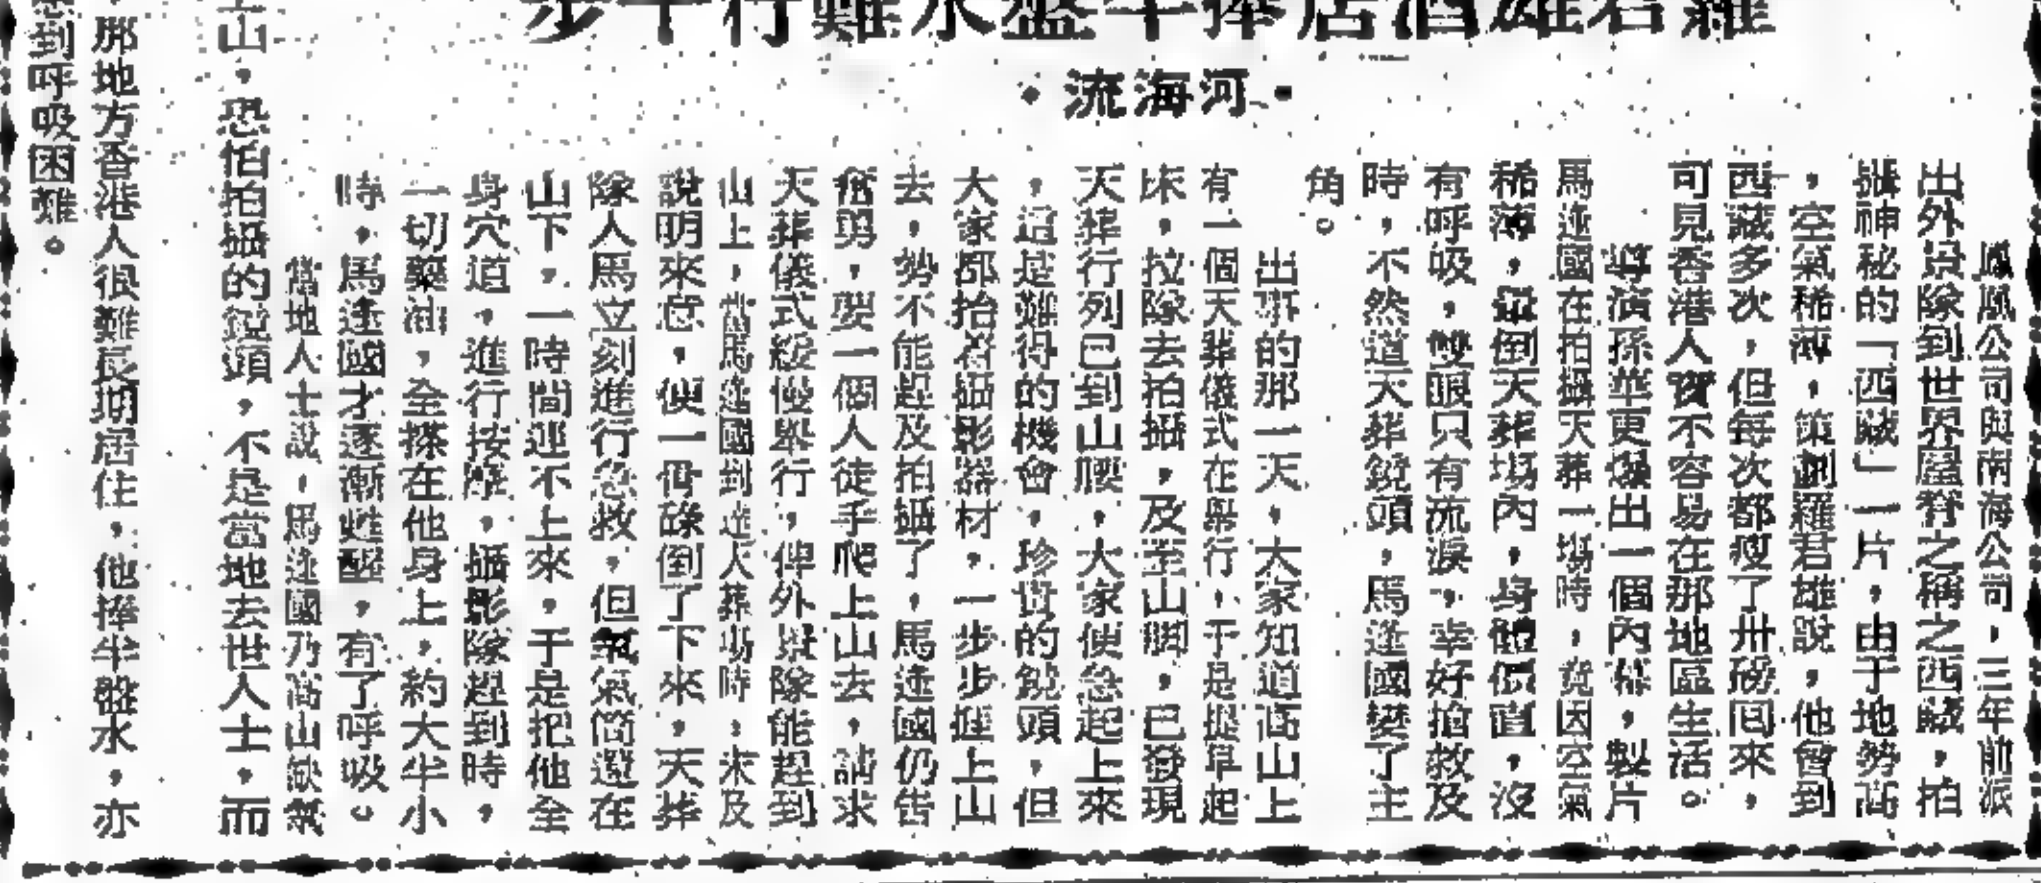 羅君雄酒店捧半盤水難行十步
•河海流•
鳳凰公司與南海公司，三年前派
出外景隊到世界屋脊之稱之西藏，拍
攝神秘的「西藏」一片，由于地勢高
，空氣稀薄，策劃羅君雄說，他曾到
西藏多次，但每次都瘦了卅磅回來，
可見香港人實不容易在那地區生活。
導演孫華更爆出一個內幕，製片
馬逢國在拍攝天葬一場時，竟因空氣
稀薄，暈倒天葬場內，身體價直，沒
有呼吸，雙眼只有流淚，幸好搶救及
時，不然這天葬鏡頭，馬逢國變了主
角。
出事的那一天，大家知道高山上
有一個天葬儀式在舉行，于是提早起
床，拉隊去拍攝，及至山脚，已發現
天葬行列已到山腰，大家便急起上來
，這是難得的機會，珍貴的鏡頭，但
大家都抬着攝影器材，一步步踵上山
去，勢不能趕及拍攝了，馬逢國仍告
奮勇，要一個人徒手爬上山去，請求
天葬儀式緩慢舉行，俾外景隊能趕到
山上，當馬逢國到達天葬場時，未及
說明來意，便一骨碌倒了下來，天葬
隊人馬立刻進行急救，但氧氣筒還在
山下，一時間運不上來，于是把他全
身穴道，進行按摩，攝影隊趕到時，
一切藥油，全搽在他身上，約大半小
時，馬逢國才逐漸甦醒，有了呼吸。
當地人士說，馬逢國乃高山缺氧
上山，恐怕拍攝的鏡頭，不是當地去世人士，而
，那地方香港人很難長期居住，他捧半盤水，亦
感到呼吸困難。